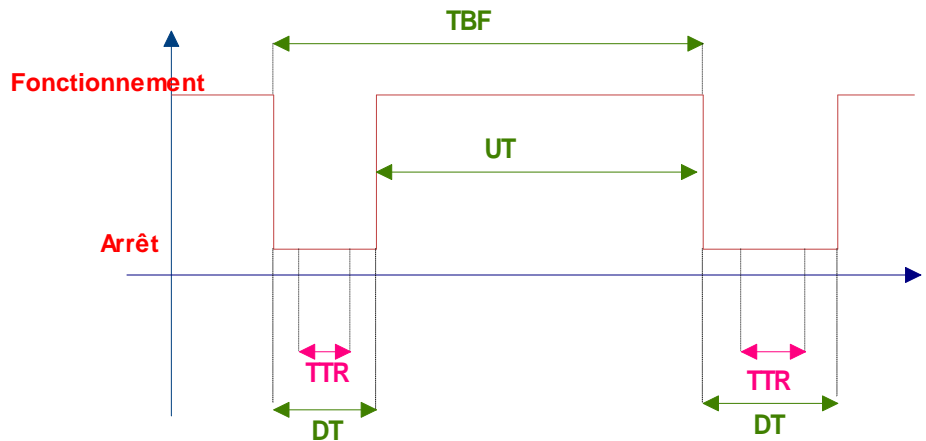 TBF
Fonctionnement
UT
Arrêt
TTR
TTR
DT
DT